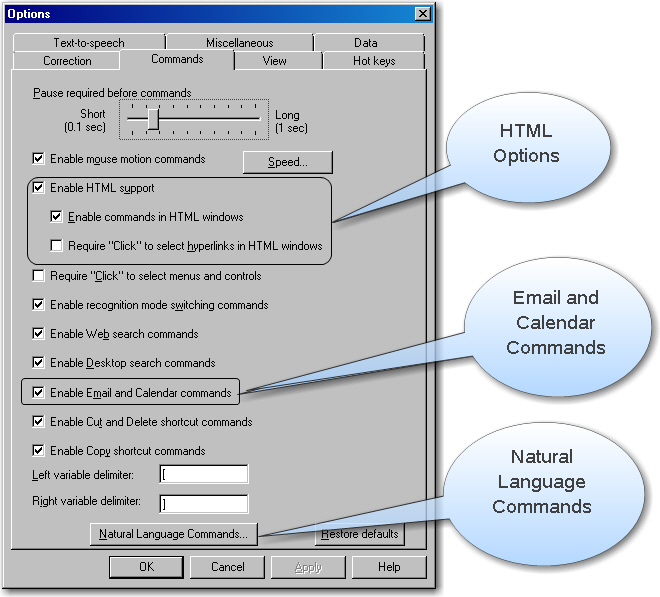 Options
Text-to-speech Miscellaneous Data
Correction Commands View Hot keys
Pause required before commands
Short
(0.1 sec)
Long
(1 sec)
Enable mouse motion commands
Speed...
Enable HTML support
Enable commands in HTML windows
Require "Click" to select hyperlinks in HTML windows
Require "Click" to select menus and controls
Enable recognition mode switching commands
Enable Web search commands
Enable Desktop search commands
Enable Email and Calendar commands
Enable Cut and Delete shortcut commands
Enable Copy shortcut commands
Left variable delimiter: [
Right variable delimiter: ]
Natural Language Commands... Restore defaults
OK Cancel Apply Help
HTML
Options
Email and
Calendar
Commands
Natural
Language
Commands